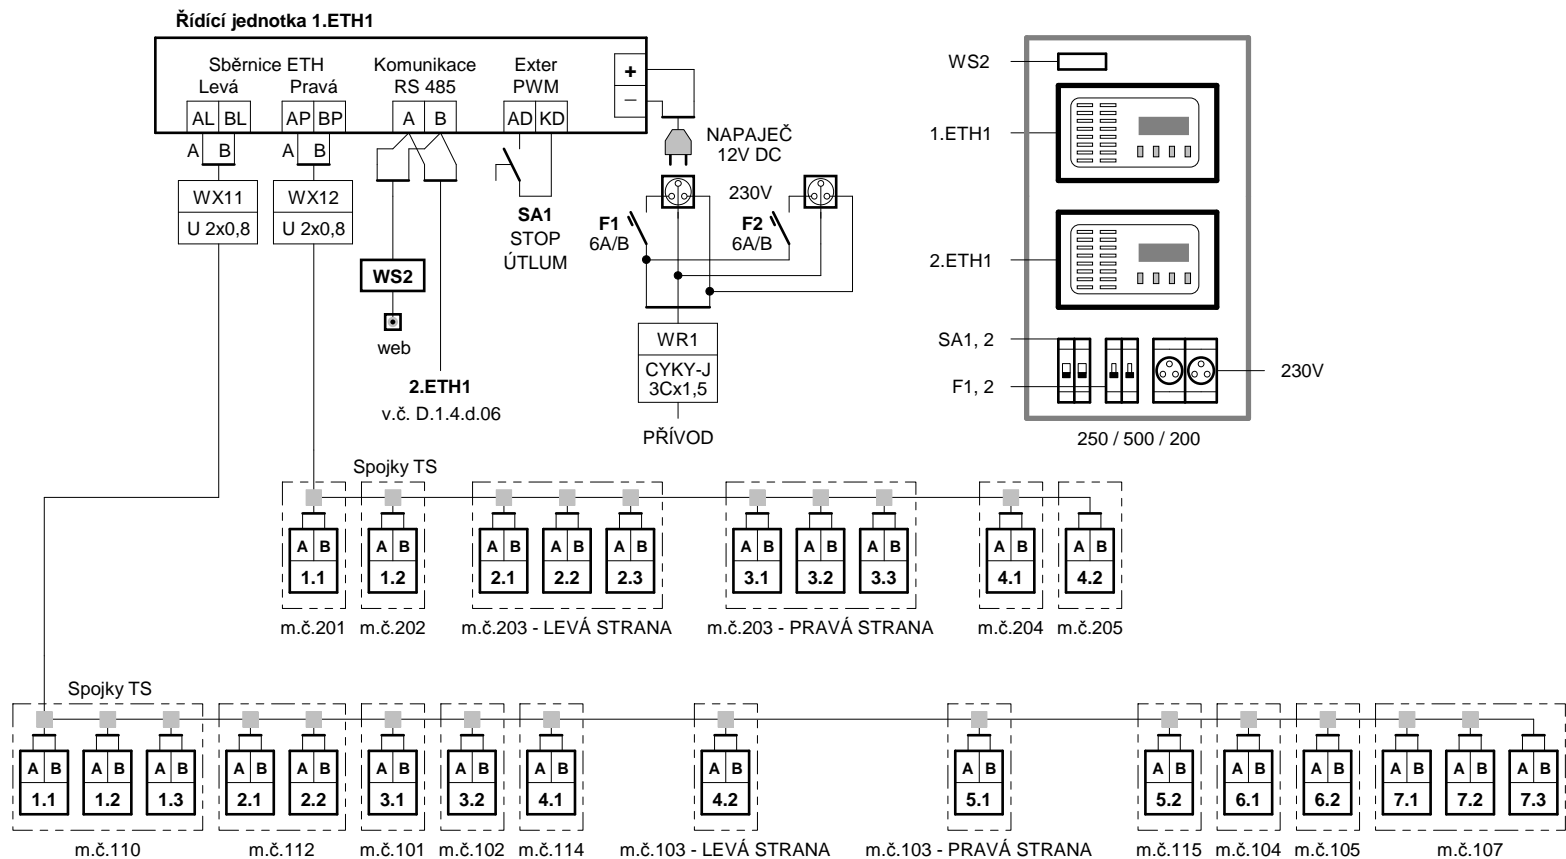 Řídící jednotka 1.ETH1
Sběrnice ETH
Levá Pravá
Komunikace
RS 485
Exter
PWM
+
–
AL BL AP BP A B AD KD
A B A B
WX11
U 2x0,8
WX12
U 2x0,8
WS2
web
2.ETH1
v.č. D.1.4.d.06
SA1
STOP
ÚTLUM
NAPAJEČ
12V DC
230V
F1
6A/B
F2
6A/B
WR1
CYKY-J
3Cx1,5
PŘÍVOD
WS2
1.ETH1
2.ETH1
SA1, 2
F1, 2
230V
250 / 500 / 200
Spojky TS
A B A B A B A B A B A B A B A B A B A B
1.1 1.2 2.1 2.2 2.3 3.1 3.2 3.3 4.1 4.2
m.č.201 m.č.202 m.č.203 - LEVÁ STRANA m.č.203 - PRAVÁ STRANA m.č.204 m.č.205
Spojky TS
A B A B A B A B A B A B A B A B A B A B A B A B A B A B A B A B
1.1 1.2 1.3 2.1 2.2 3.1 3.2 4.1 4.2 5.1 5.2 6.1 6.2 7.1 7.2 7.3
m.č.110 m.č.112 m.č.101 m.č.102 m.č.114 m.č.103 - LEVÁ STRANA m.č.103 - PRAVÁ STRANA m.č.115 m.č.104 m.č.105 m.č.107